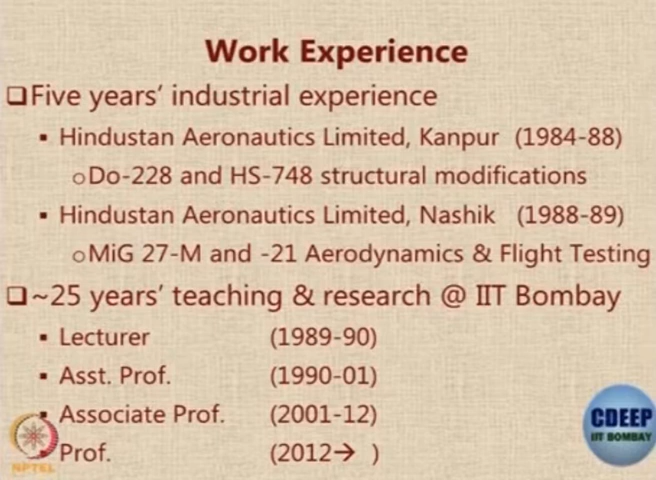 Work Experience
❑Five years' industrial experience
▪ Hindustan Aeronautics Limited, Kanpur (1984-88)
oDo-228 and HS-748 structural modifications
▪ Hindustan Aeronautics Limited, Nashik (1988-89)
oMiG 27-M and -21 Aerodynamics & Flight Testing
❑~25 years' teaching & research @ IIT Bombay
▪ Lecturer (1989-90)
▪ Asst. Prof. (1990-01)
▪ Associate Prof. (2001-12)
▪ Prof. (2012→ )
NPTEL
CDEEP
IIT BOMBAY